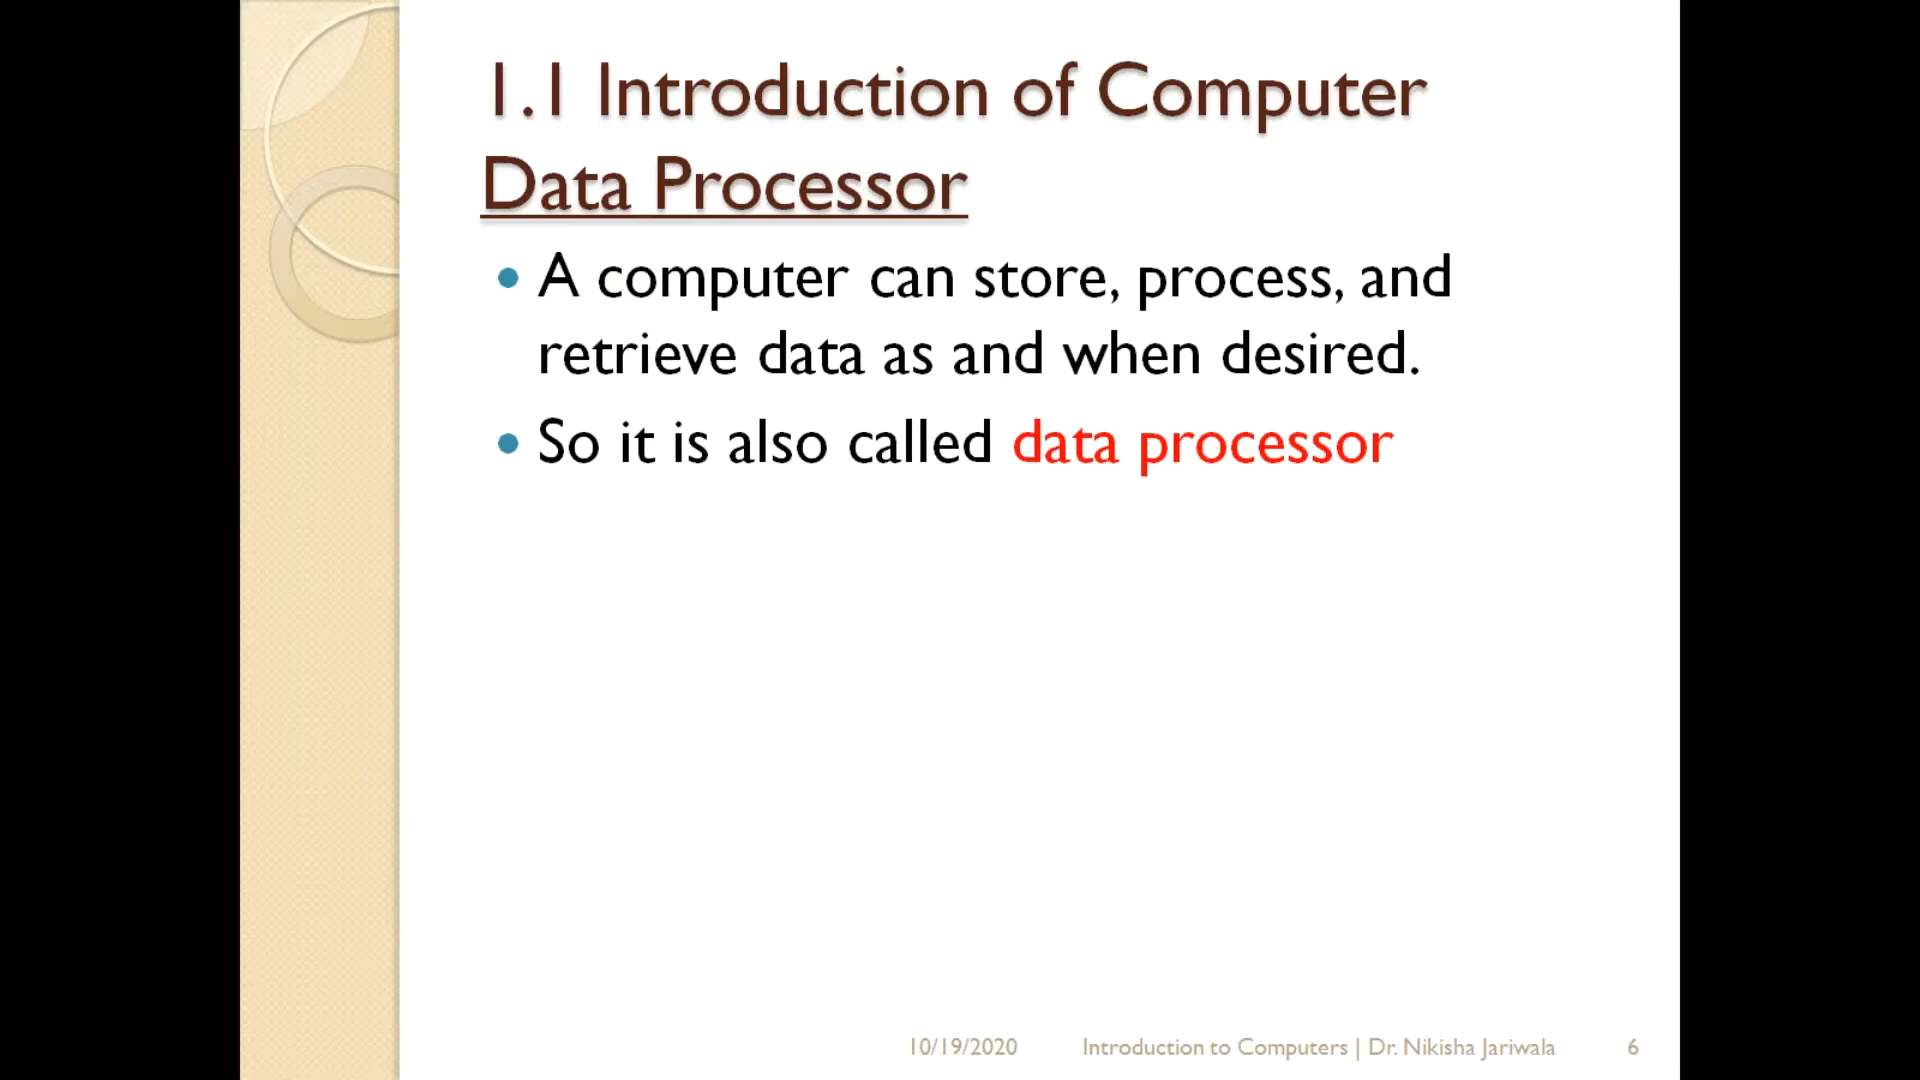 1.1 Introduction of Computer
Data Processor
• A computer can store, process, and
retrieve data as and when desired.
• So it is also called data processor
10/19/2020 Introduction to Computers | Dr. Nikisha Jariwala 6